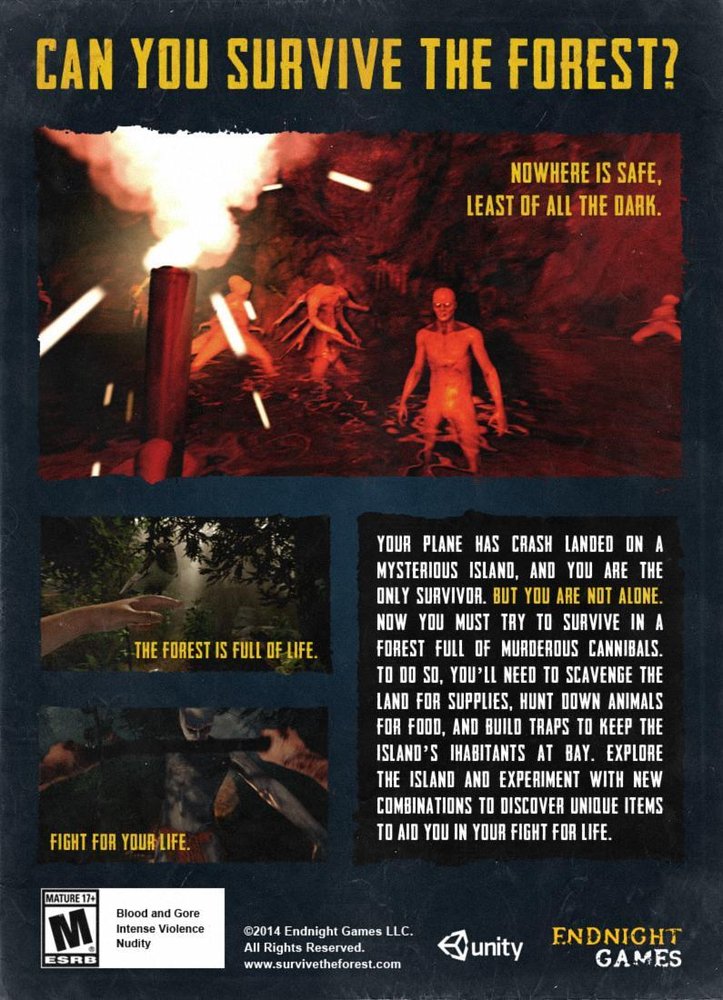 CAN YOU SURVIVE THE FOREST?
NOWHERE IS SAFE,
LEAST OF ALL THE DARK.
THE FOREST IS FULL OF LIFE.
FIGHT FOR YOUR LIFE.
YOUR PLANE HAS CRASH LANDED ON A
MYSTERIOUS ISLAND, AND YOU ARE THE
ONLY SURVIVOR. BUT YOU ARE NOT ALONE.
NOW YOU MUST TRY TO SURVIVE IN A
FOREST FULL OF MURDEROUS CANNIBALS.
TO DO SO, YOU'LL NEED TO SCAVENGE THE
LAND FOR SUPPLIES, HUNT DOWN ANIMALS
FOR FOOD, AND BUILD TRAPS TO KEEP THE
ISLAND'S IHABITANTS AT BAY. EXPLORE
THE ISLAND AND EXPERIMENT WITH NEW
COMBINATIONS TO DISCOVER UNIQUE ITEMS
TO AID YOU IN YOUR FIGHT FOR LIFE.
MATURE 17+
M
®
ESRB
Blood and Gore
Intense Violence
Nudity
©2014 Endnight Games LLC.
All Rights Reserved.
www.survivetheforest.com
unity
ENDNIGHT
GAMES